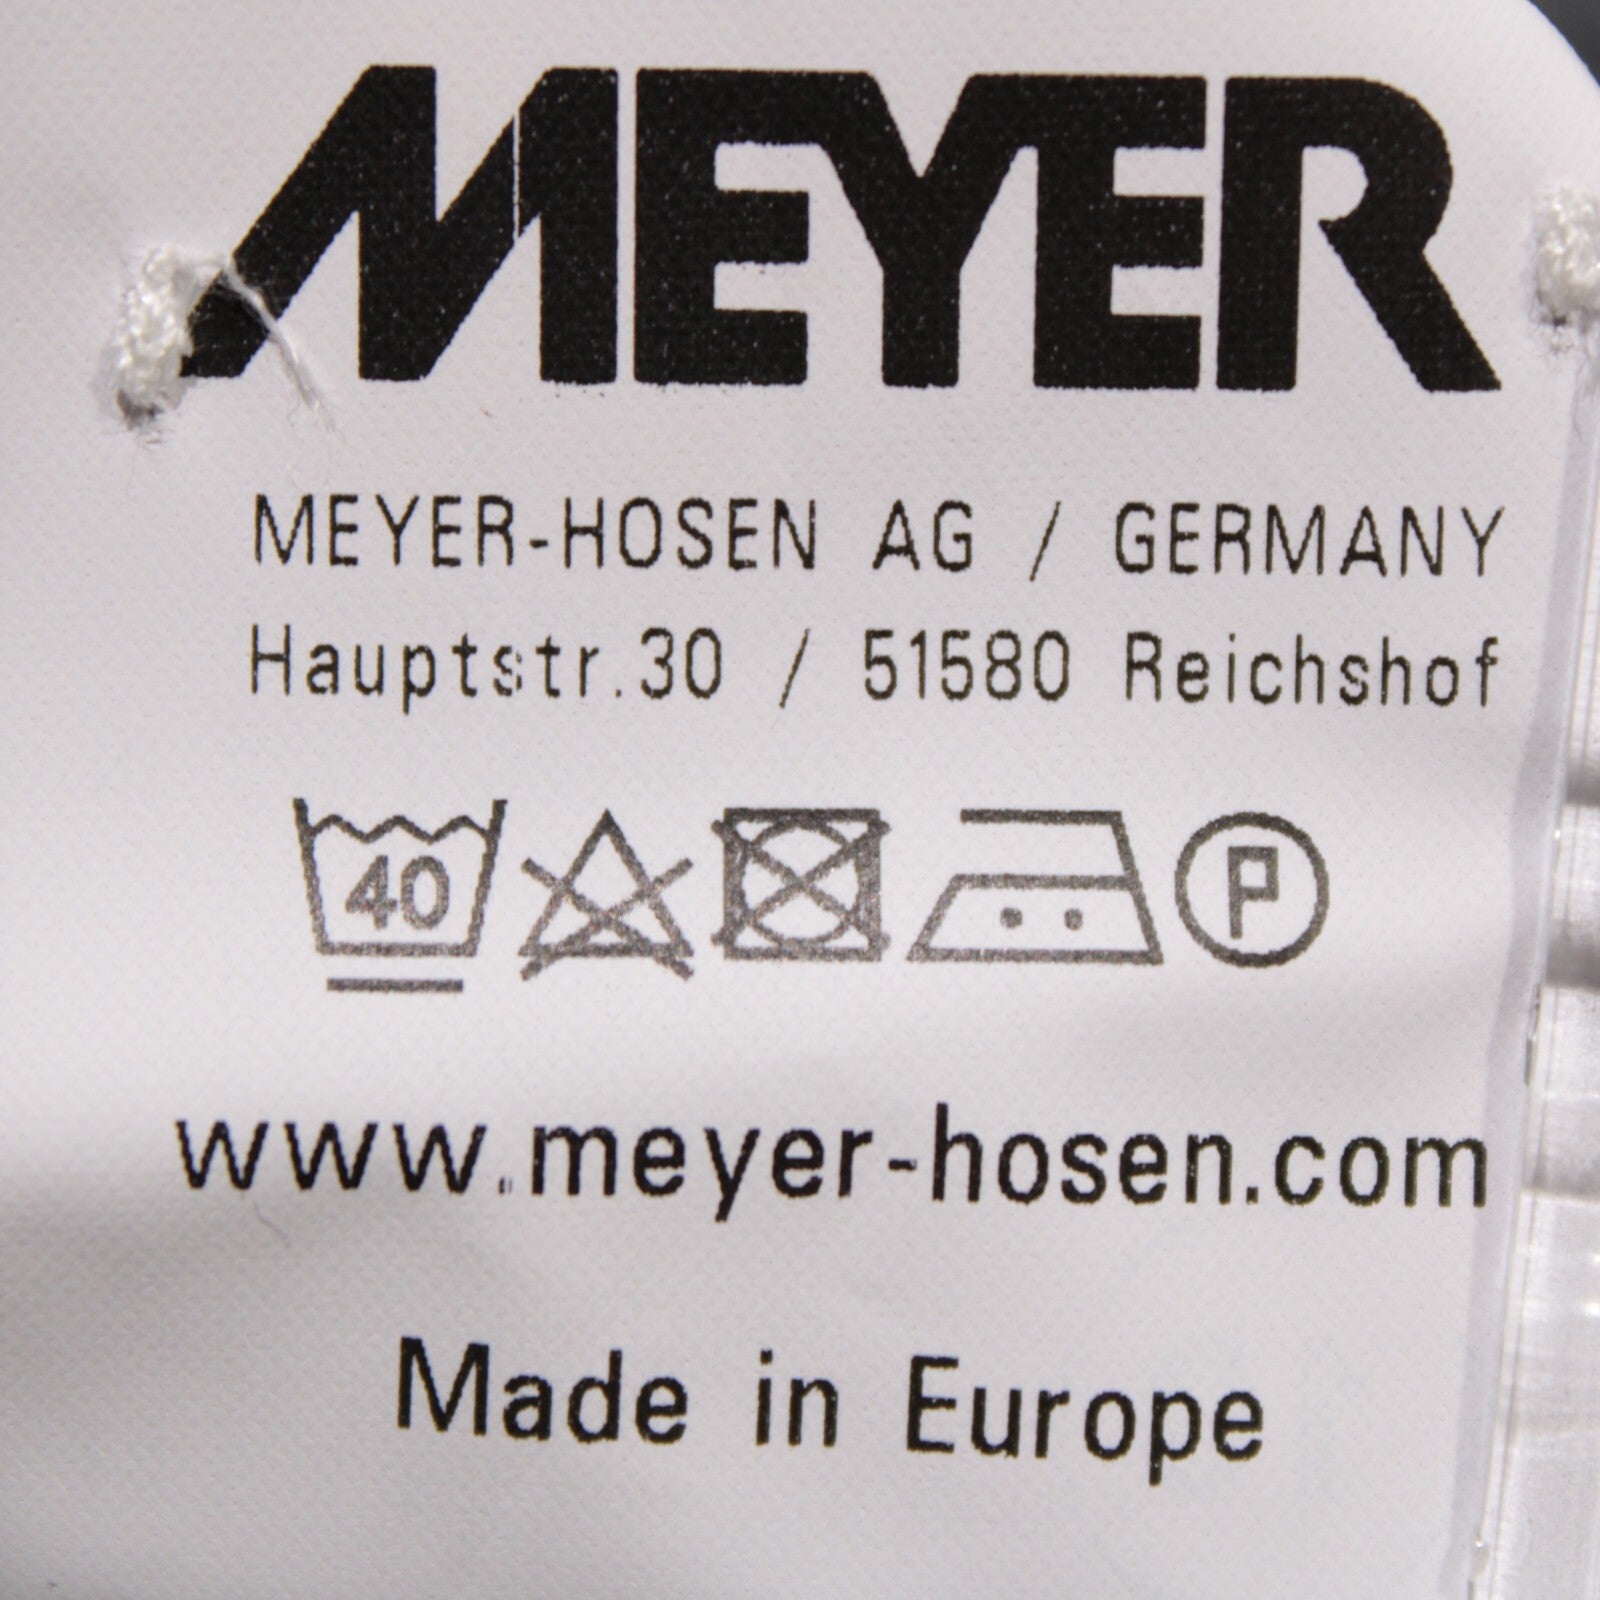 MEYER
MEYER-HOSEN AG / GERMANY
Hauptstr.30 / 51580 Reichshof
40 P
www.meyer-hosen.com
Made in Europe